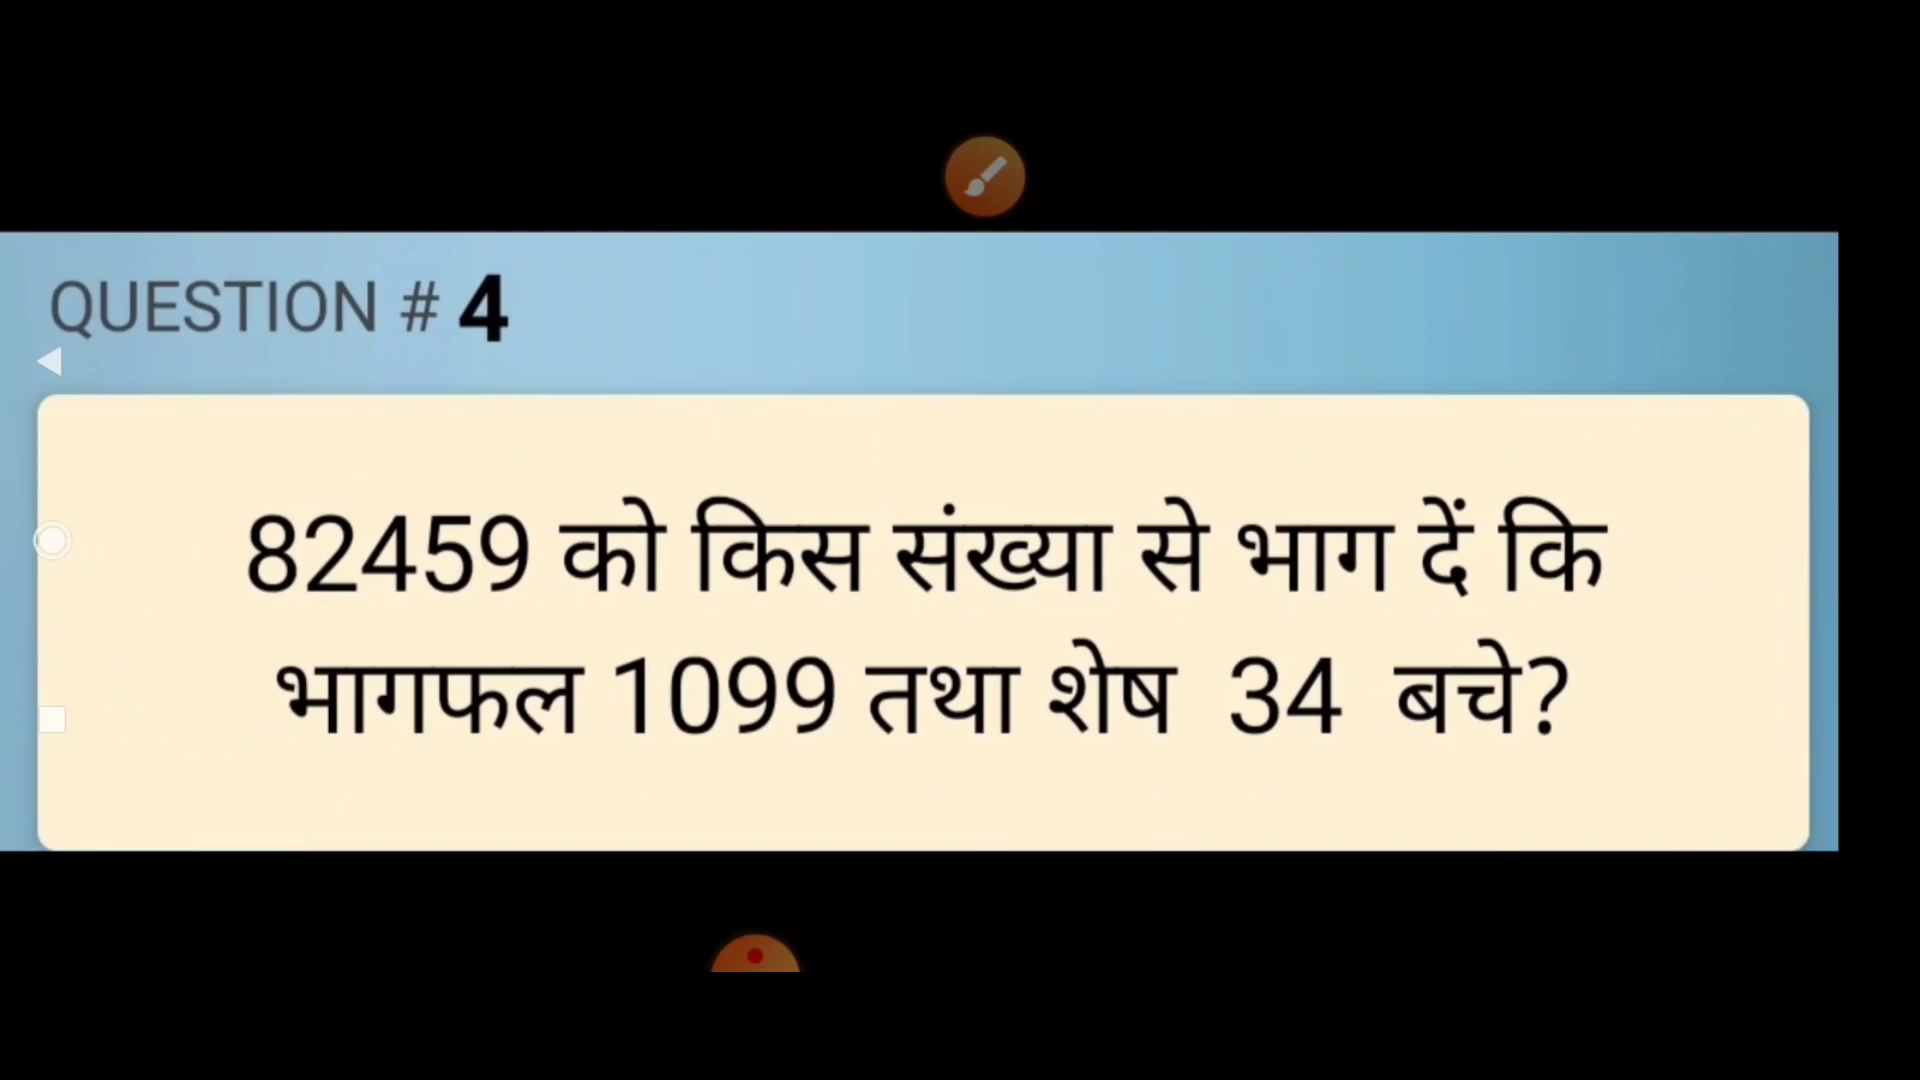 QUESTION # 4
82459 को किस संख्या से भाग दें कि
भागफल 1099 तथा शेष 34 बचे?